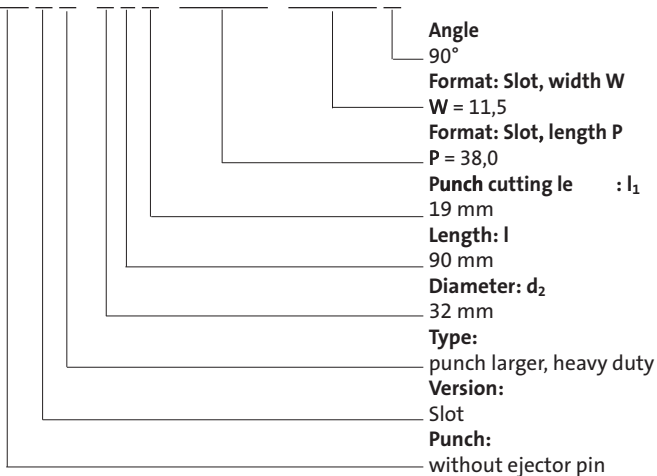 Angle
90°
Format: Slot, width W
W = 11,5
Format: Slot, length P
P = 38,0
Punch cutting le : l₁
19 mm
Length: l
90 mm
Diameter: d₂
32 mm
Type:
punch larger, heavy duty
Version:
Slot
Punch:
without ejector pin